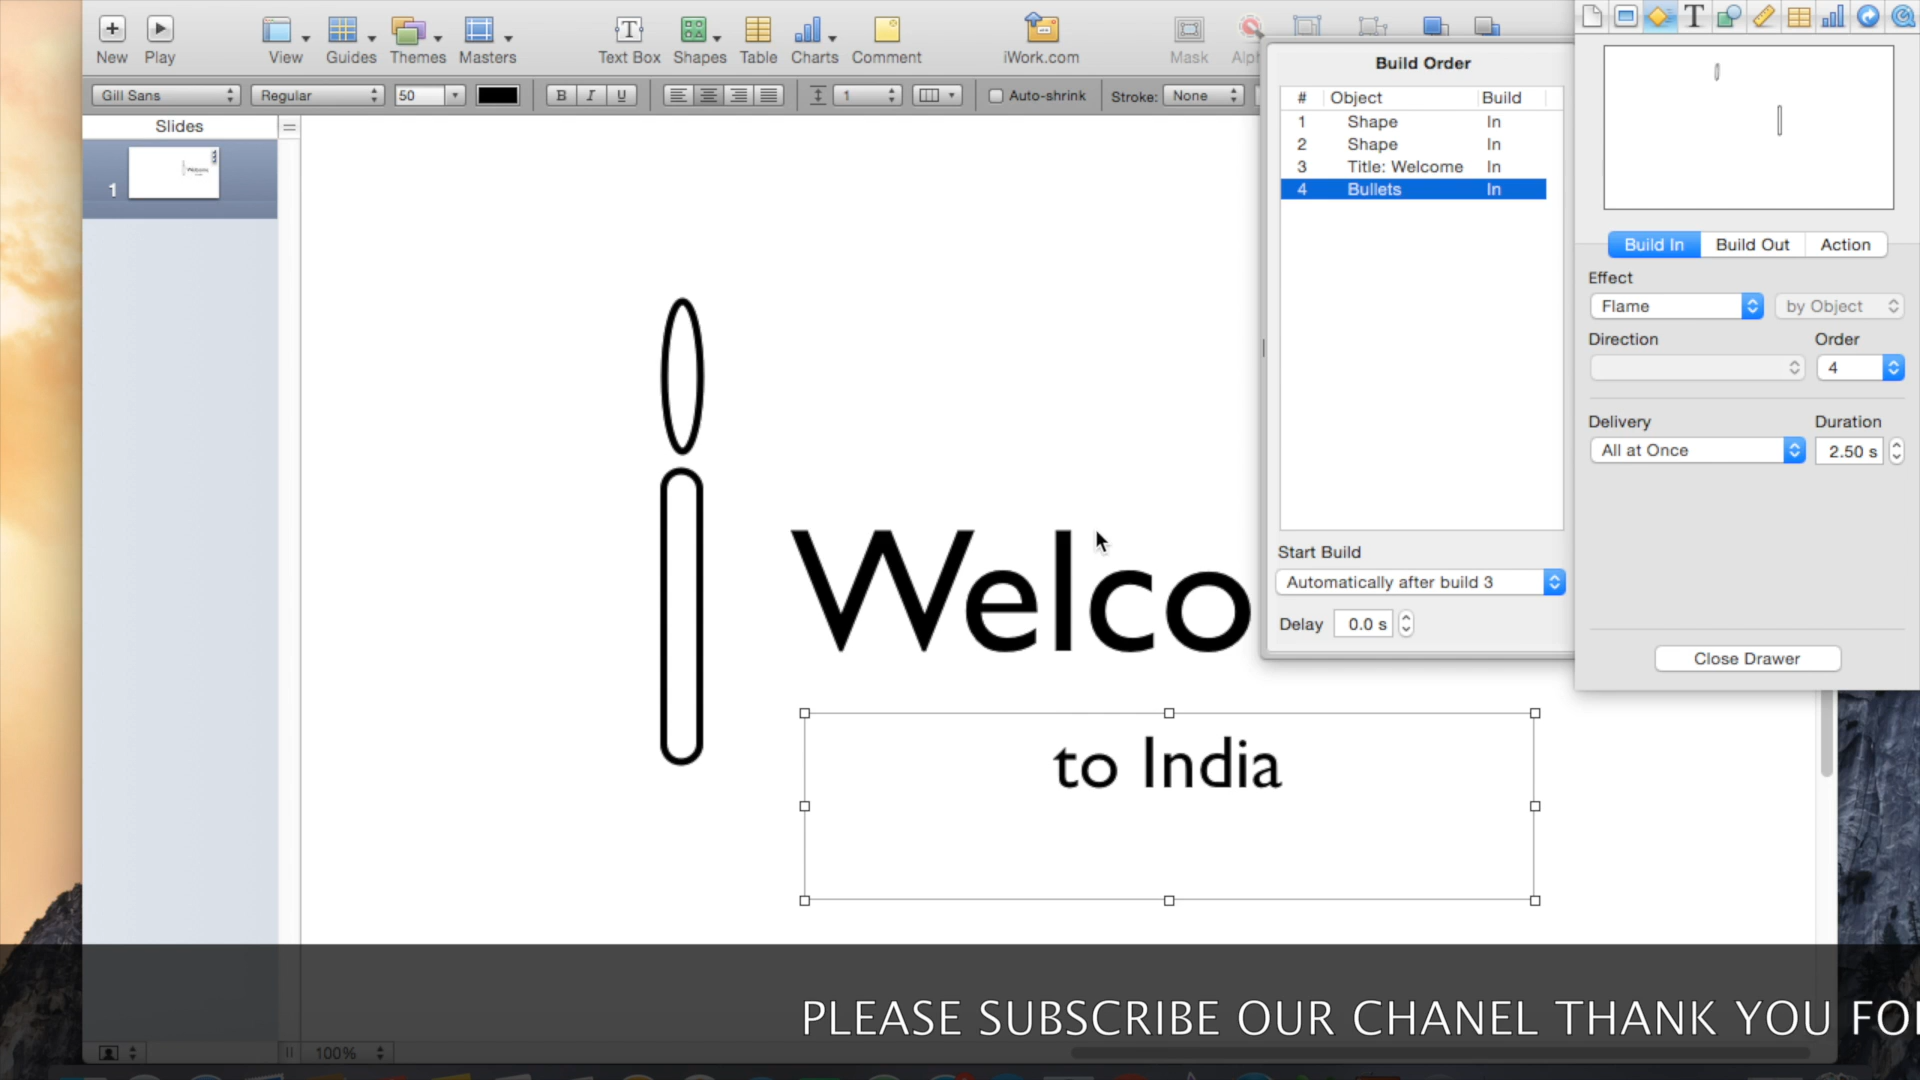 New
Play
View
Guides
Themes
Masters
Text Box
Shapes
Table
Charts
Comment
iWork.com
Mask
Alph
Gill Sans
Regular
50
B I U
1
Auto-shrink
Stroke: None
Slides
1
Build Order
# Object Build
1 Shape In
2 Shape In
3 Title: Welcome In
4 Bullets In
Start Build
Automatically after build 3
Delay 0.0 s
Build In
Build Out
Action
Effect
Flame
by Object
Direction
Order
4
Delivery
Duration
All at Once
2.50 s
Close Drawer
Welco
to India
PLEASE SUBSCRIBE OUR CHANEL THANK YOU FO
100%